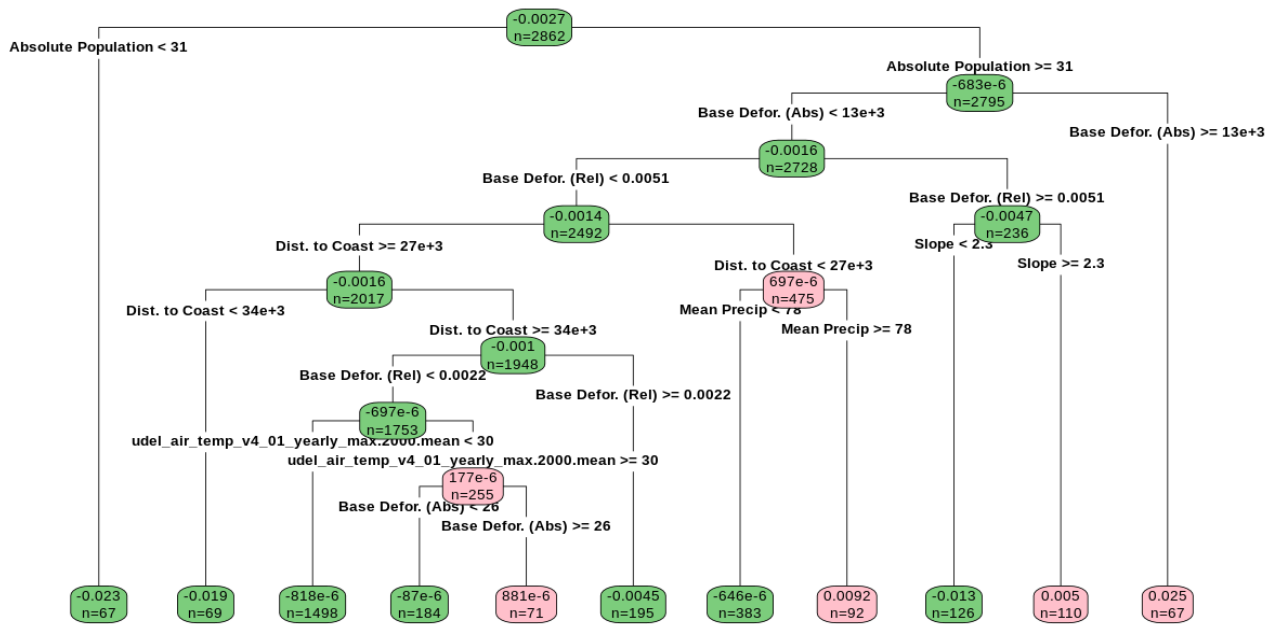 -0.0027
n=2862
Absolute Population < 31
Absolute Population >= 31
-683e-6
n=2795
Base Defor. (Abs) < 13e+3
Base Defor. (Abs) >= 13e+3
-0.0016
n=2728
Base Defor. (Rel) < 0.0051
Base Defor. (Rel) >= 0.0051
-0.0014
n=2492
-0.0047
n=236
Dist. to Coast >= 27e+3
Slope < 2.3
Dist. to Coast < 27e+3
Slope >= 2.3
-0.0016
n=2017
697e-6
n=475
Dist. to Coast < 34e+3
Mean Precip < 78
Dist. to Coast >= 34e+3
Mean Precip >= 78
-0.001
n=1948
Base Defor. (Rel) < 0.0022
Base Defor. (Rel) >= 0.0022
-697e-6
n=1753
udel_air_temp_v4_01_yearly_max.2000.mean < 30
udel_air_temp_v4_01_yearly_max.2000.mean >= 30
177e-6
n=255
Base Defor. (Abs) < 26
Base Defor. (Abs) >= 26
-0.023
n=67
-0.019
n=69
-818e-6
n=1498
-87e-6
n=184
881e-6
n=71
-0.0045
n=195
-646e-6
n=383
0.0092
n=92
-0.013
n=126
0.005
n=110
0.025
n=67